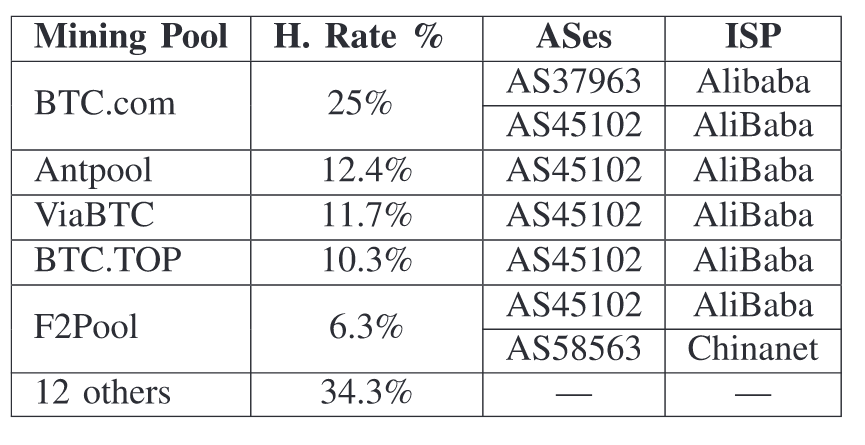 Mining Pool H. Rate % ASes ISP
BTC.com 25% AS37963 Alibaba
AS45102 AliBaba
Antpool 12.4% AS45102 AliBaba
ViaBTC 11.7% AS45102 AliBaba
BTC.TOP 10.3% AS45102 AliBaba
F2Pool 6.3% AS45102 AliBaba
AS58563 Chinanet
12 others 34.3% — —